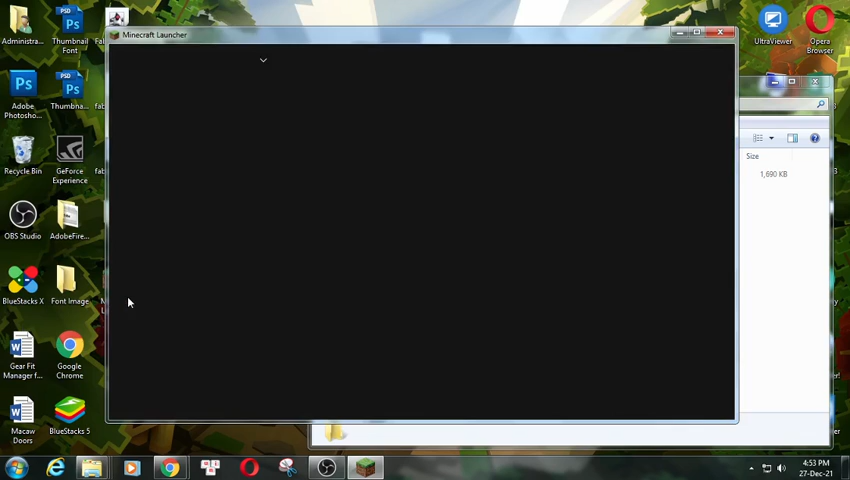 Minecraft Launcher
Administra...
Thumbnail
Font
UltraViewer
Opera
Browser
Adobe
Photosho...
Thumbna...
Size
1,690 KB
Recycle Bin
GeForce
Experience
OBS Studio
AdobeFire...
BlueStacks X
Font Image
Gear Fit
Manager f...
Google
Chrome
Macaw
Doors
BlueStacks 5
4:53 PM
27-Dec-21